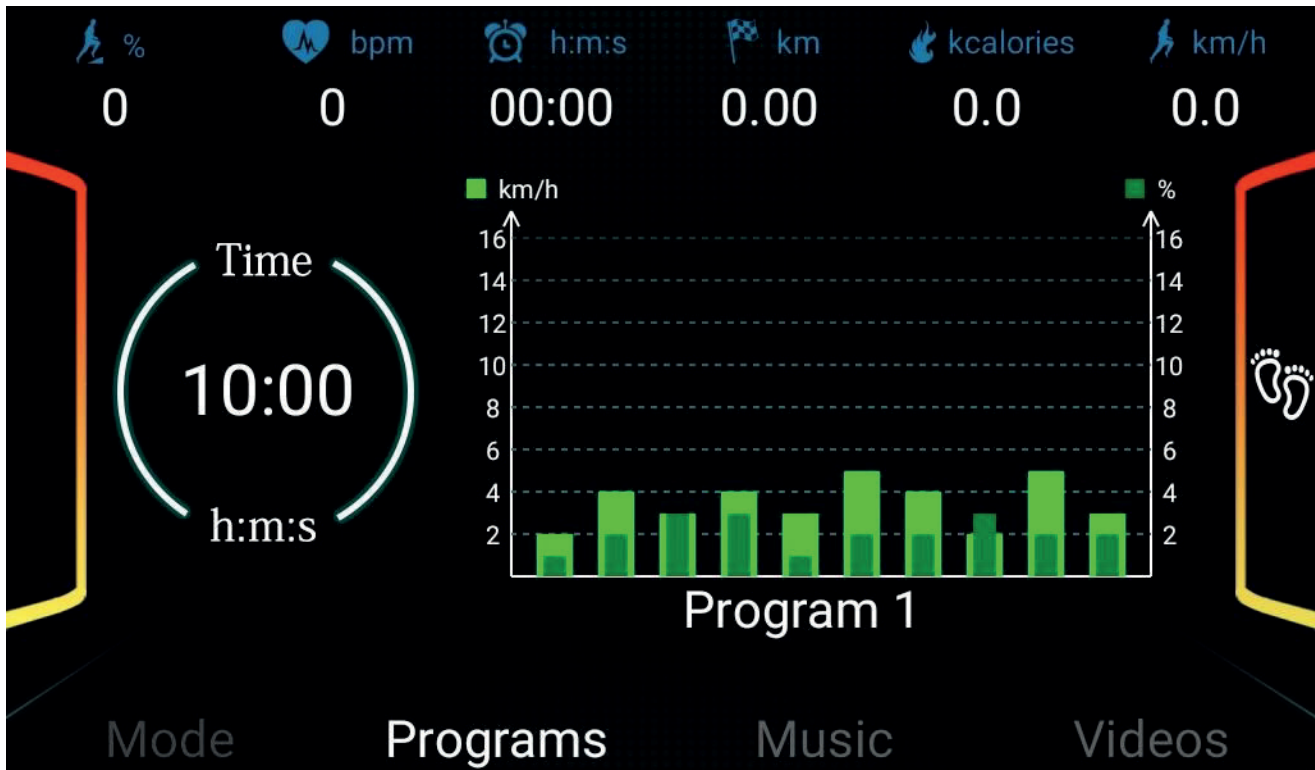 % bpm h:m:s km kcalories km/h
0 0 00:00 0.00 0.0 0.0
km/h %
16 16
14 14
12 12
10 10
8 8
6 6
4 4
2 2
Time
10:00
h:m:s
Program 1
Mode Programs Music Videos